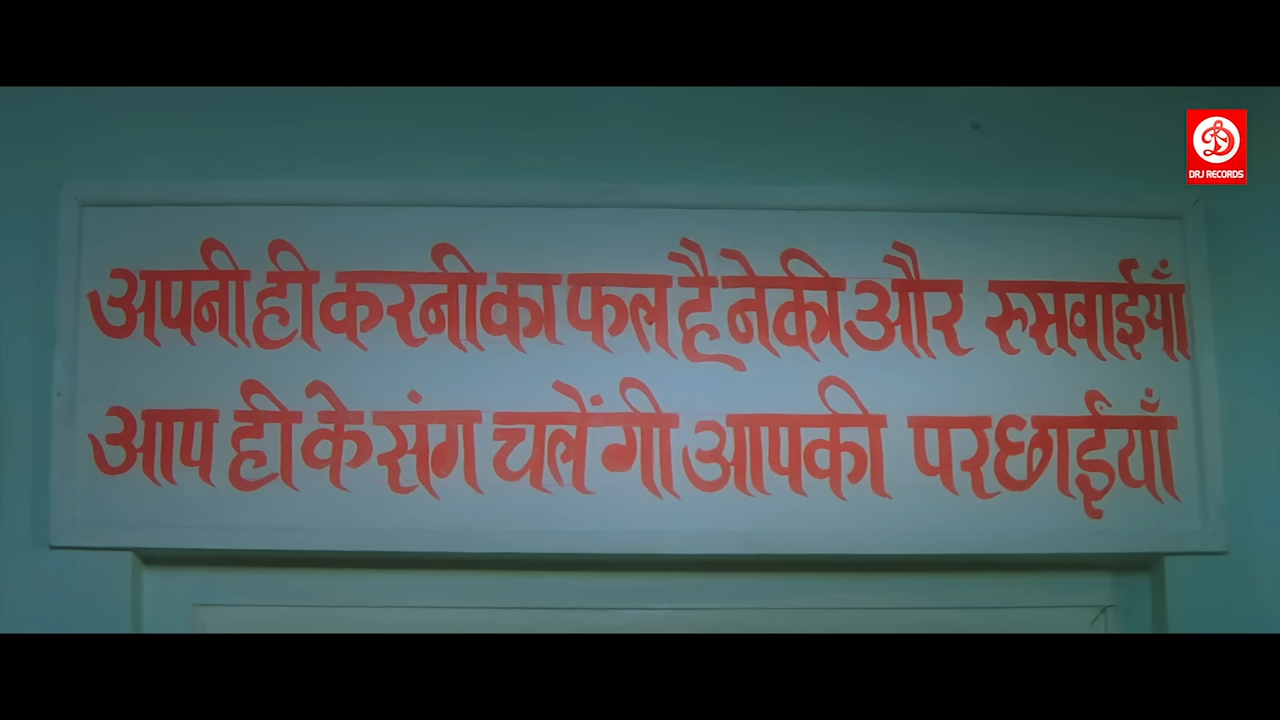 अपनी ही करनी का फल है नेकी और रुसवाईयाँ
आप ही के संग चलेंगी आपकी परछाईयाँ
DRJ RECORDS